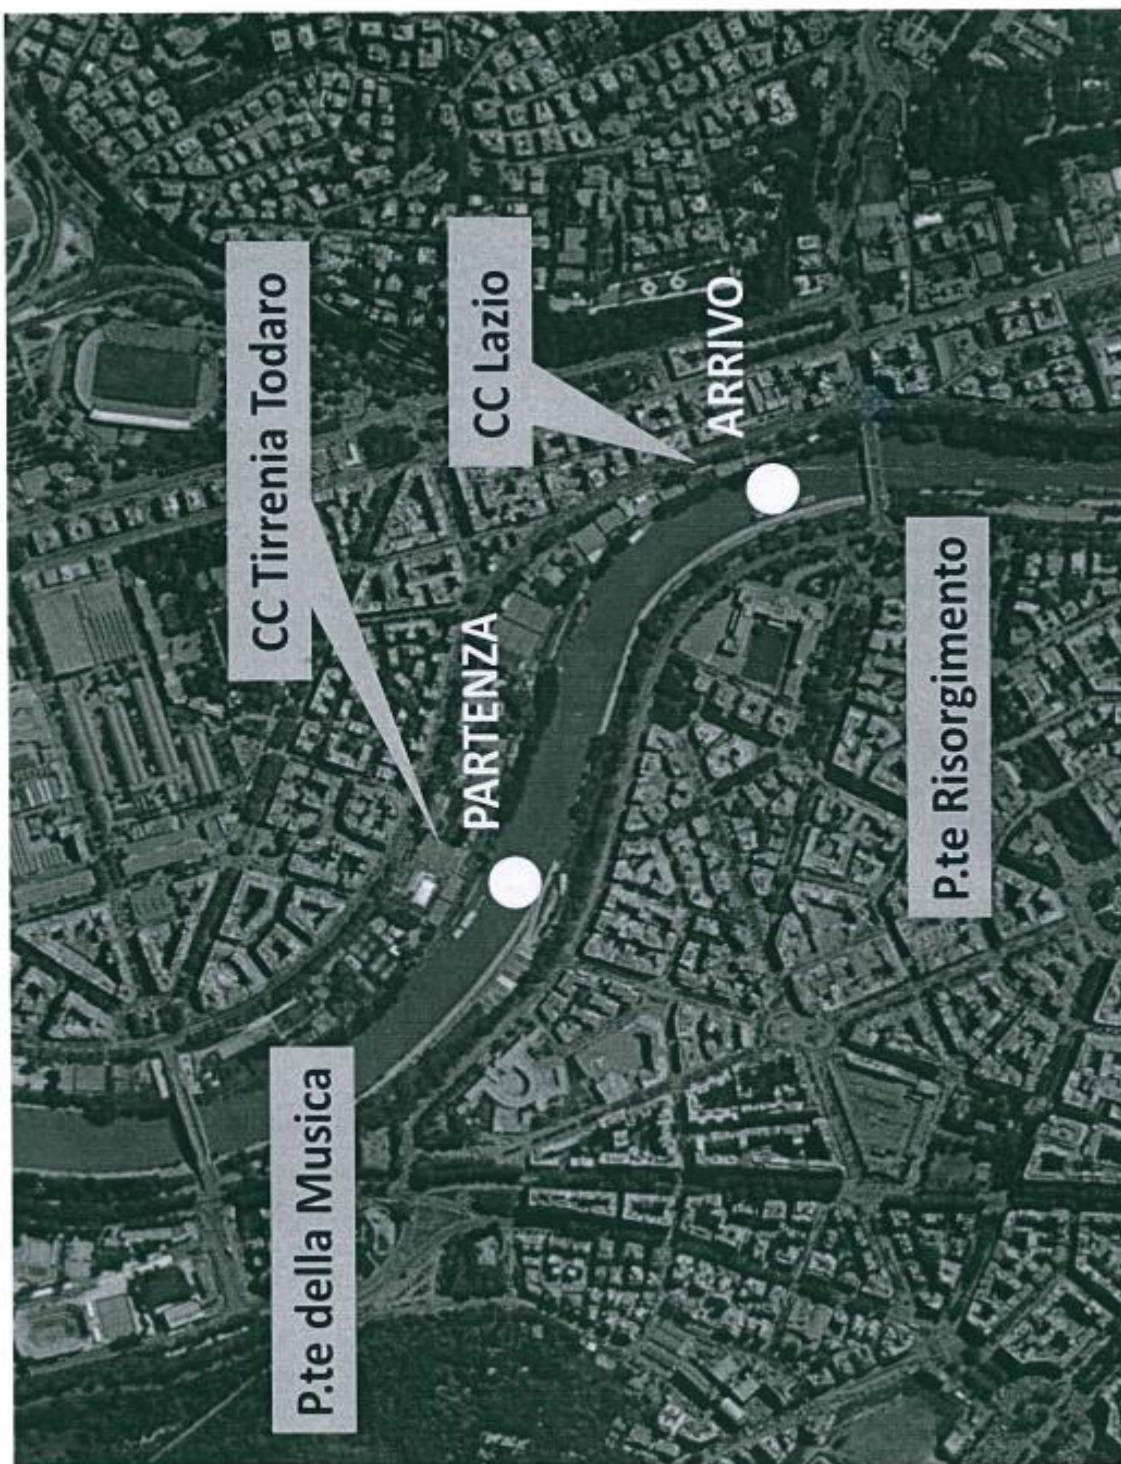 P.te della Musica
CC Tirrenia Todaro
PARTENZA
CC Lazio
ARRIVO
P.te Risorgimento